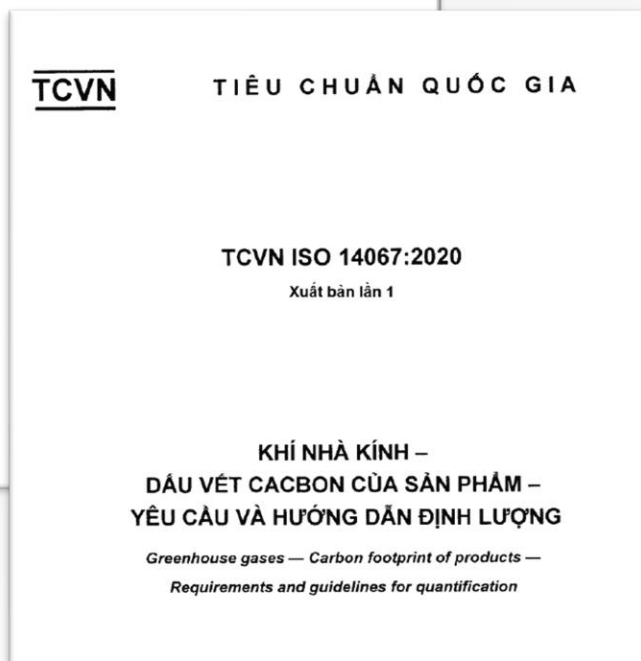 TCVN
TIÊU CHUẨN QUỐC GIA
TCVN ISO 14067:2020
Xuất bản lần 1
KHÍ NHÀ KÍNH –
DẤU VẾT CACBON CỦA SẢN PHẨM –
YÊU CẦU VÀ HƯỚNG DẪN ĐỊNH LƯỢNG
Greenhouse gases — Carbon footprint of products —
Requirements and guidelines for quantification